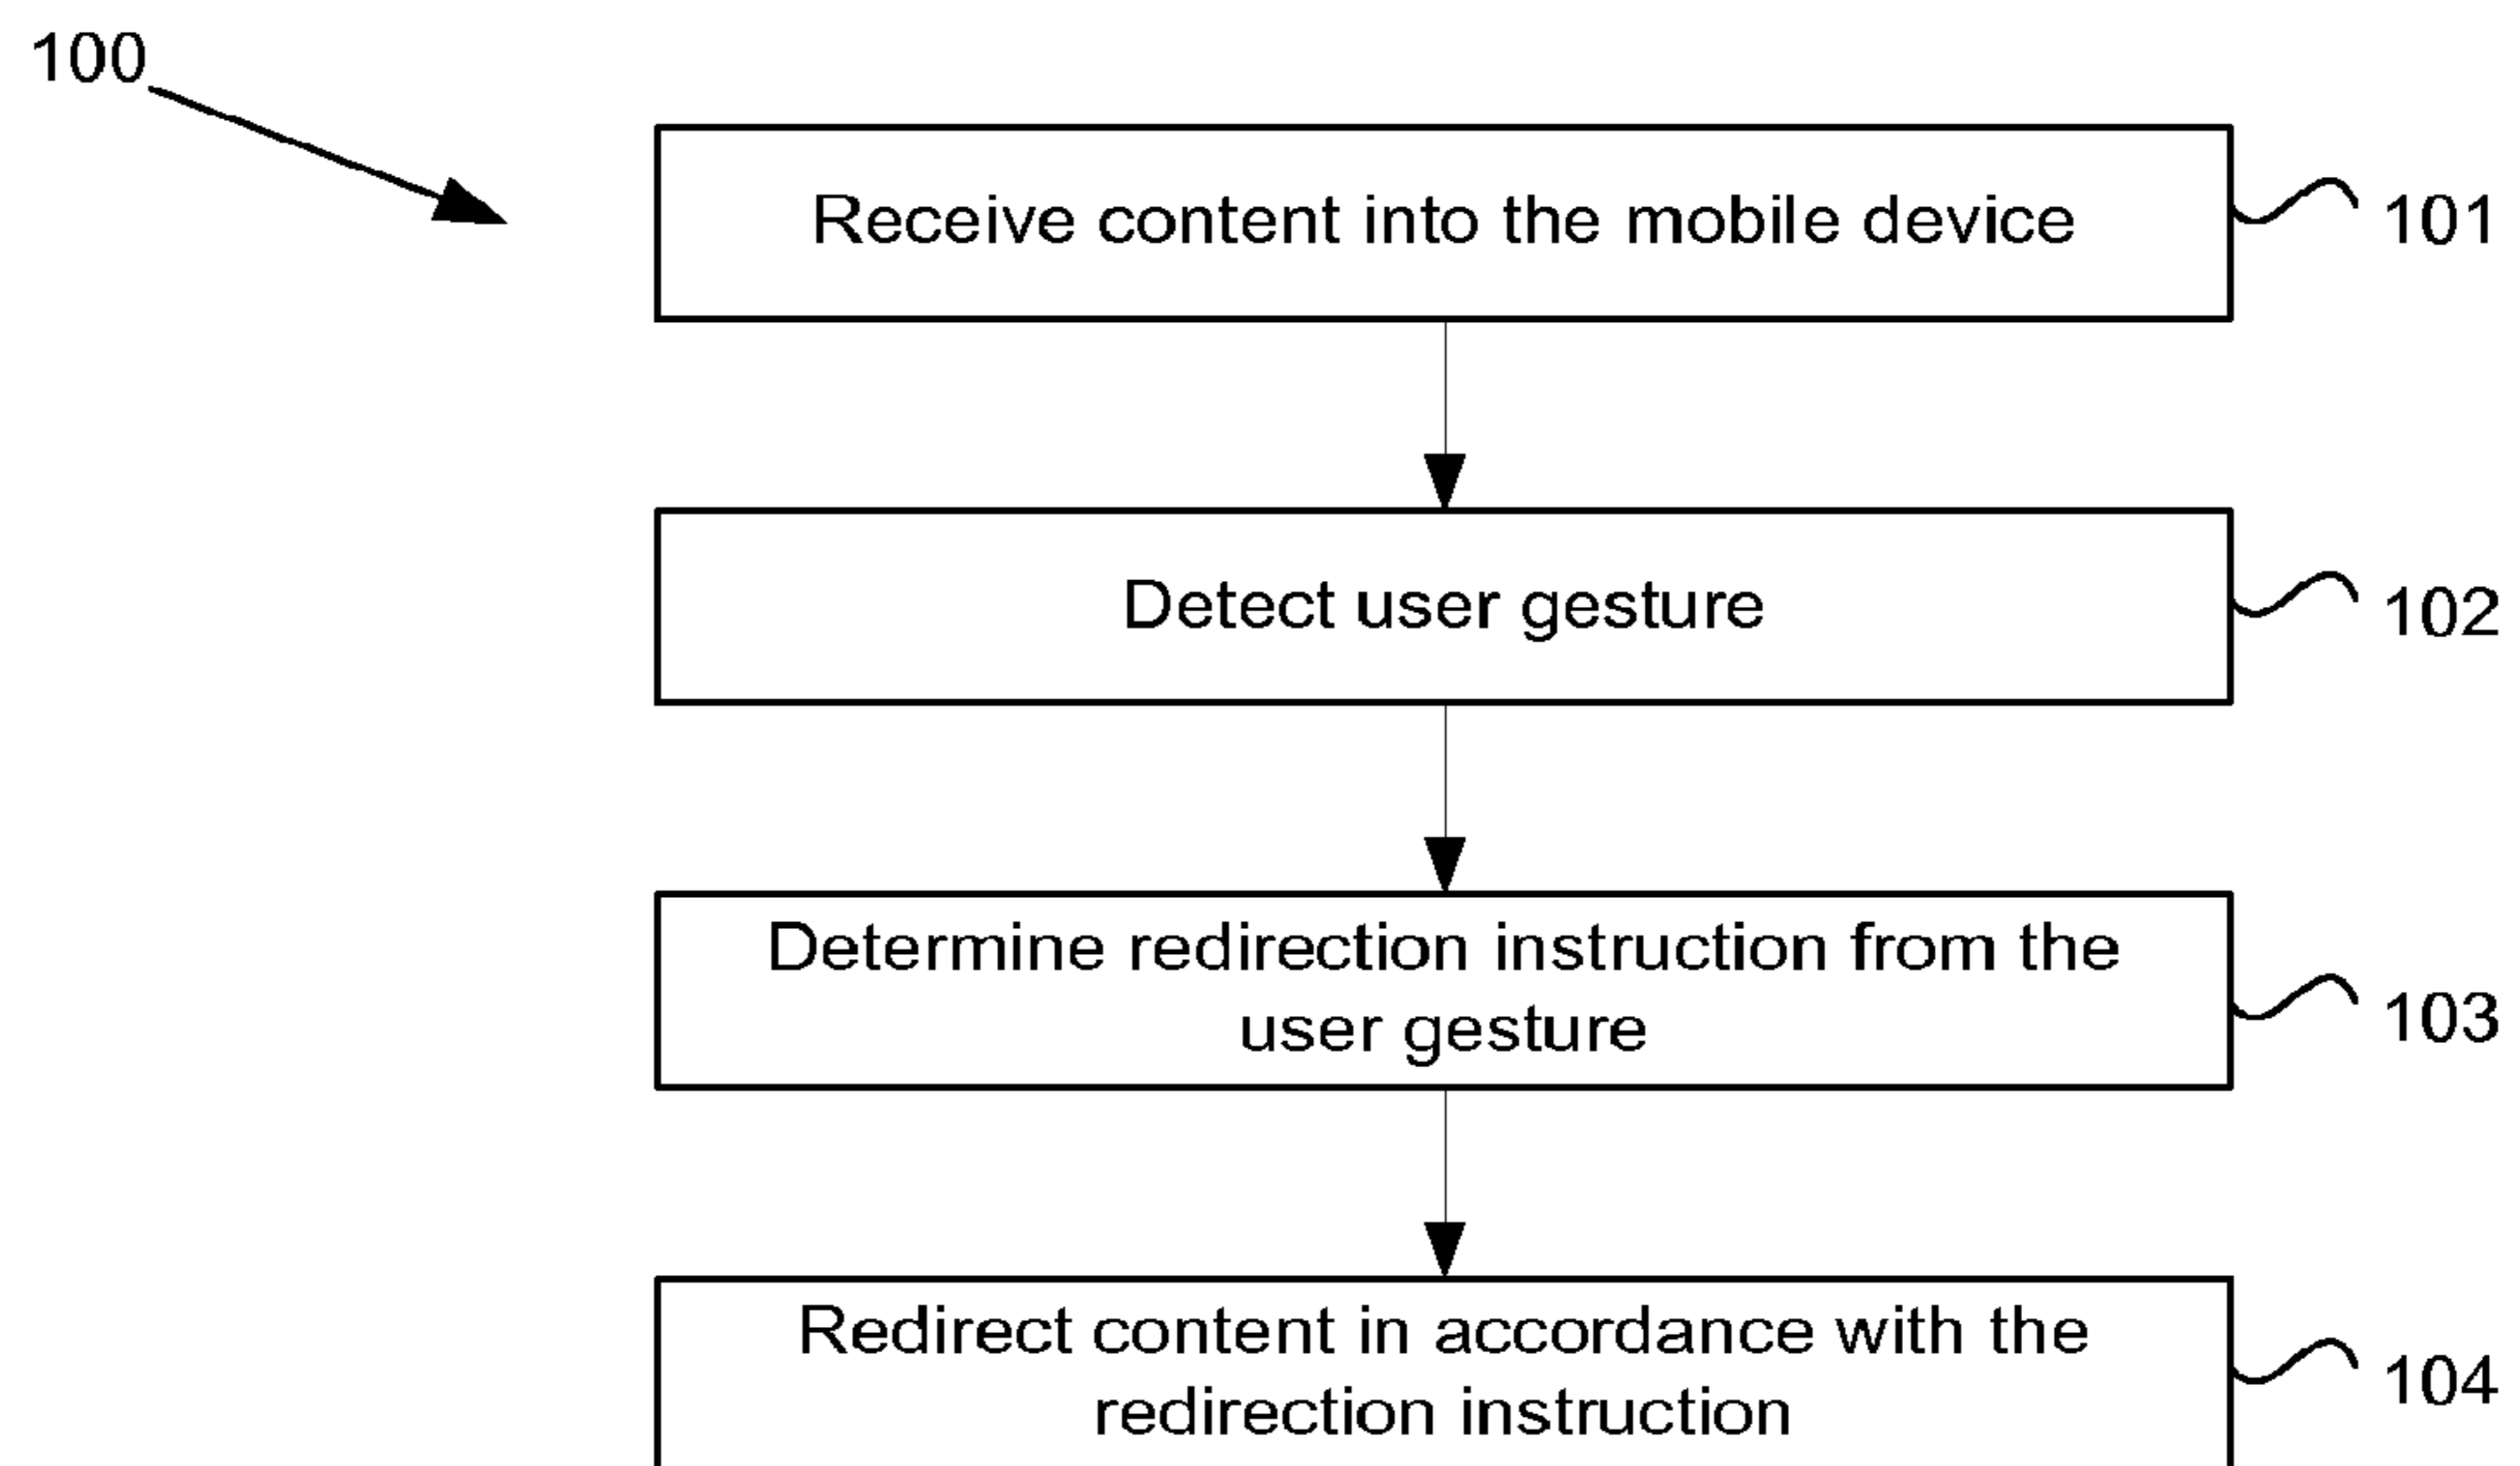 100
Receive content into the mobile device
101
Detect user gesture
102
Determine redirection instruction from the
user gesture
103
Redirect content in accordance with the
redirection instruction
104